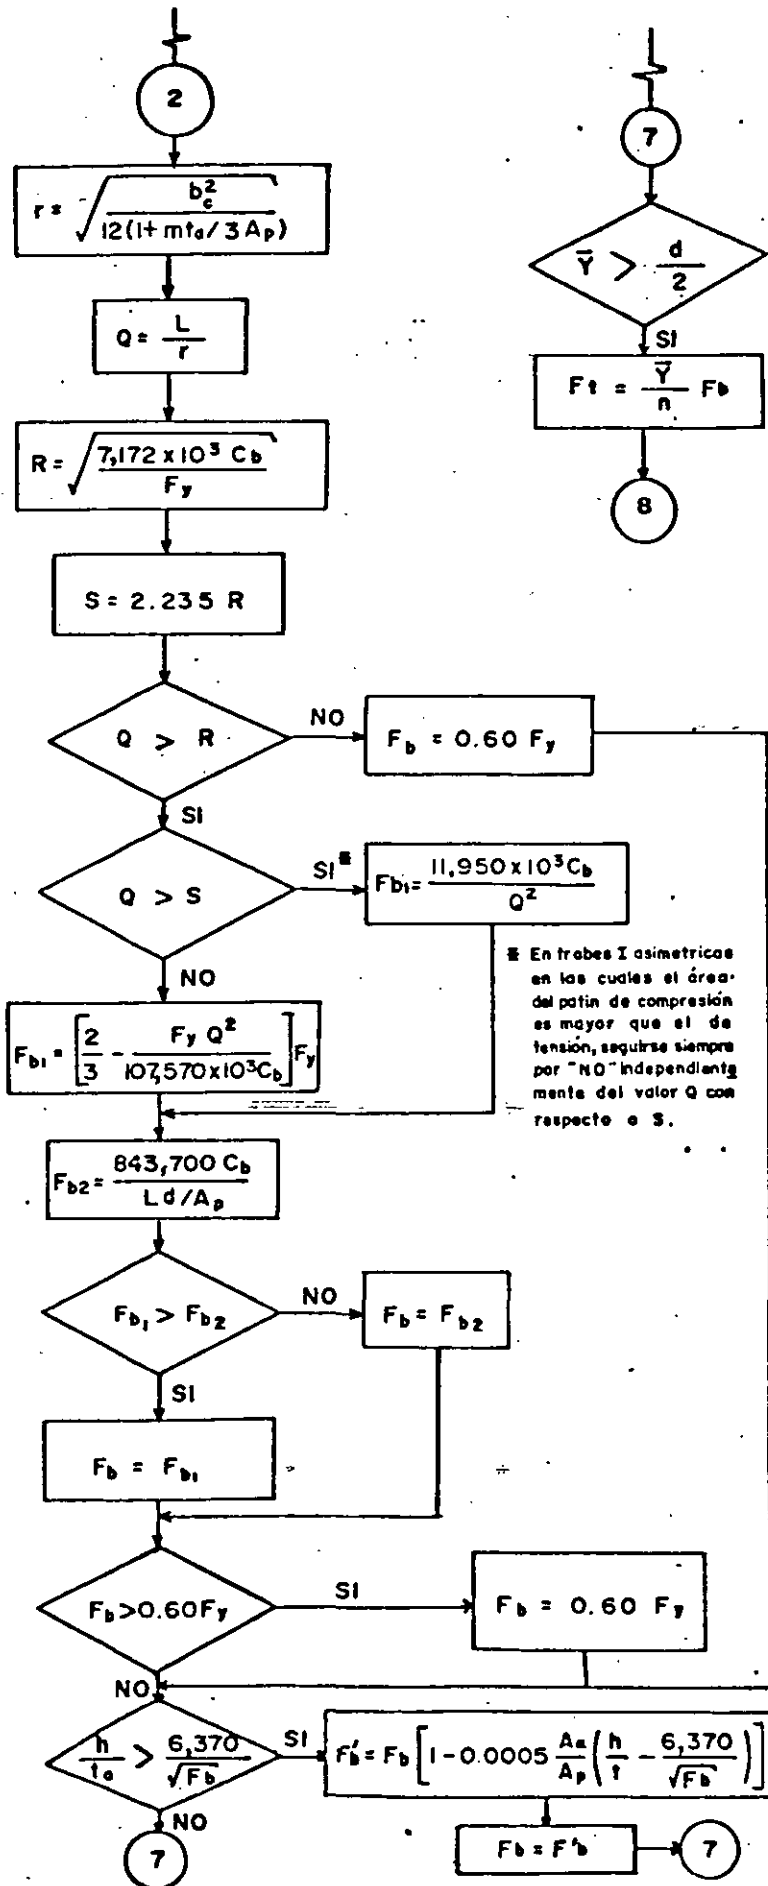 2
r = √ b_c² / 12(1+ mt_a / 3 A_p)
Q = L / r
R = √ 7,172 x 10³ C_b / F_y
S = 2.235 R
Q > R
NO
F_b = 0.60 F_y
SI
Q > S
SI*
F_b1 = 11,950 x 10³ C_b / Q²
NO
* En trabes I asimetricas
en las cuales el área
del patin de compresión
es mayor que el de
tensión, seguirse siempre
por "NO" independiente
mente del valor Q con
respecto a S.
F_b1 = [2/3 - F_y Q² / 107,570 x 10³ C_b] F_y
F_b2 = 843,700 C_b / L d / A_p
F_b1 > F_b2
NO
F_b = F_b2
SI
F_b = F_b1
F_b > 0.60 F_y
SI
F_b = 0.60 F_y
NO
h / t_a > 6,370 / √F_b
SI
F'_b = F_b [1 - 0.0005 A_a / A_p (h / t - 6,370 / √F_b)]
NO
7
F_b = F'_b
7
7
Y̅ > d / 2
SI
F_t = Y̅ / n F_b
8